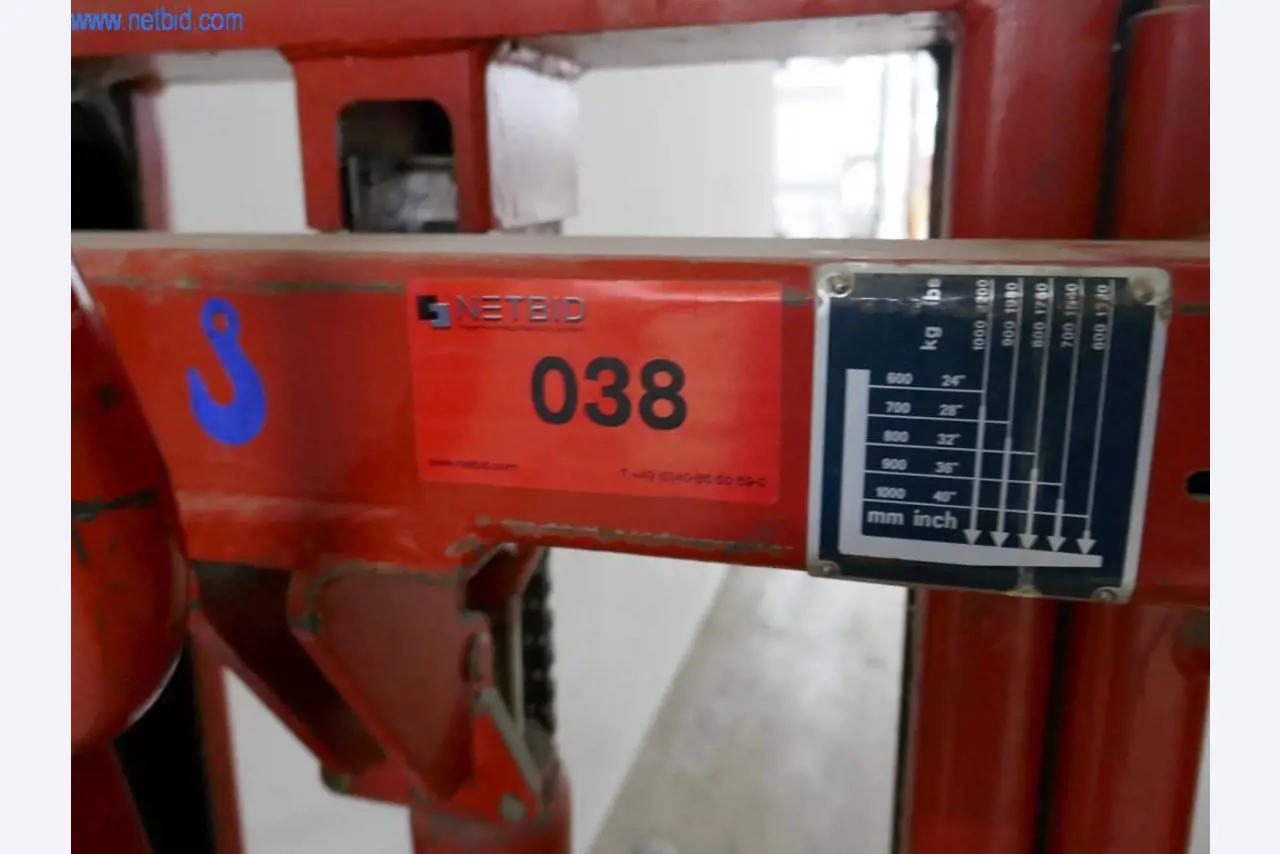 www.netbid.com
NETBID
038
www.netbid.com
T +49 (0)40-85 50 59-0
kg lbs
1000 2200
900 1980
800 1760
700 1540
600 1320
600 24"
700 28"
800 32"
900 36"
1000 40"
mm inch